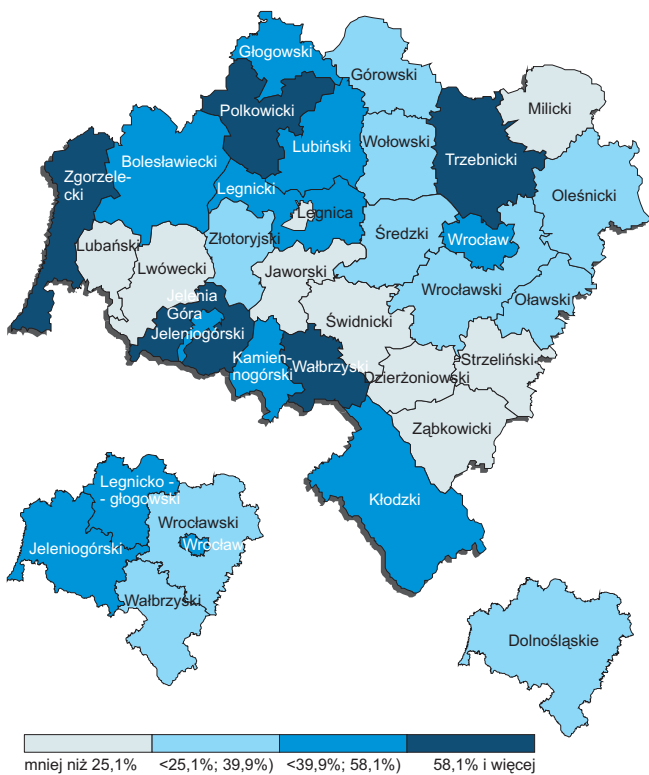 Głogowski
Górowski
Polkowicki
Milicki
Lubiński
Wołowski
Trzebnicki
Bolesławiecki
Zgorzele-
cki
Legnicki
Oleśnicki
Legnica
Lubański
Złotoryjski
Średzki
Wrocław
Lwówecki
Jaworski
Jelenia
Góra
Wrocławski
Oławski
Świdnicki
Jeleniogórski
Kamien-
nogórski
Wałbrzyski
Strzeliński
Dzierżoniowski
Ząbkowicki
Kłodzki
Legnicko -
- głogowski
Wrocławski
Wrocław
Jeleniogórski
Wałbrzyski
Dolnośląskie
mniej niż 25,1%
<25,1%; 39,9%)
<39,9%; 58,1%)
58,1% i więcej